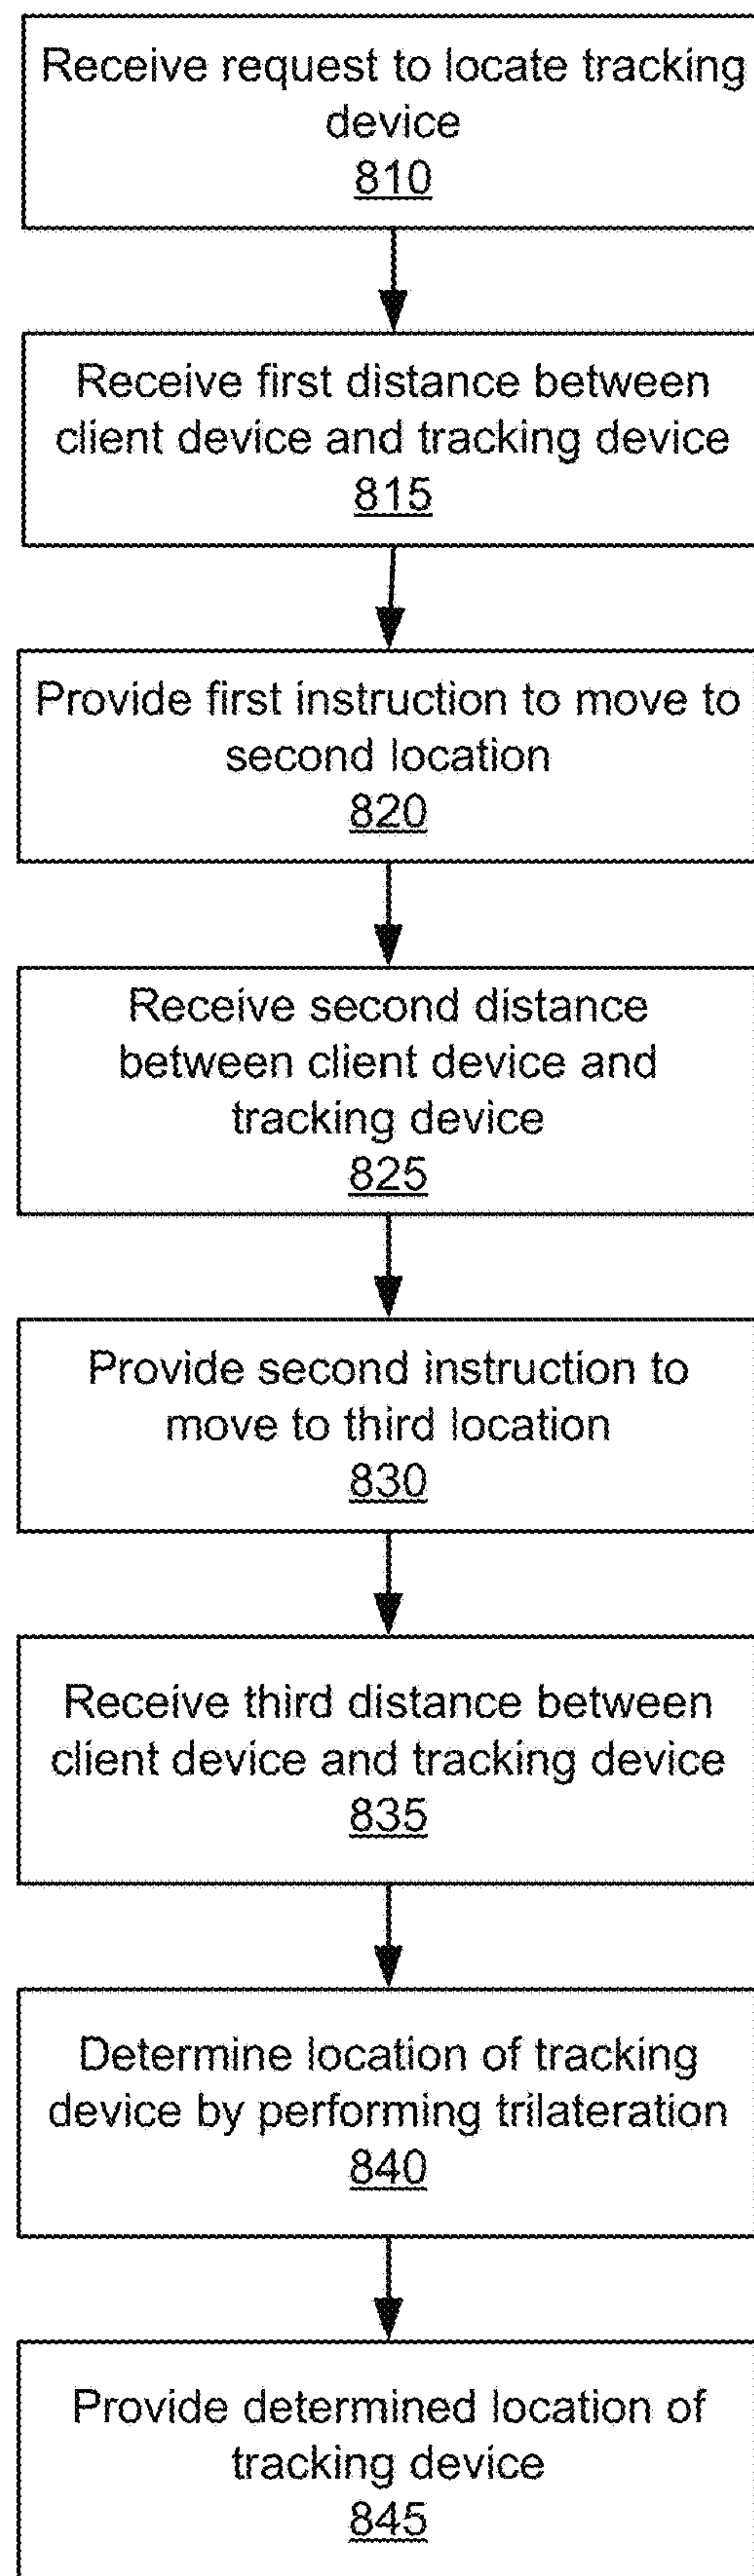 Receive request to locate tracking
device
810
Receive first distance between
client device and tracking device
815
Provide first instruction to move to
second location
820
Receive second distance
between client device and
tracking device
825
Provide second instruction to
move to third location
830
Receive third distance between
client device and tracking device
835
Determine location of tracking
device by performing trilateration
840
Provide determined location of
tracking device
845